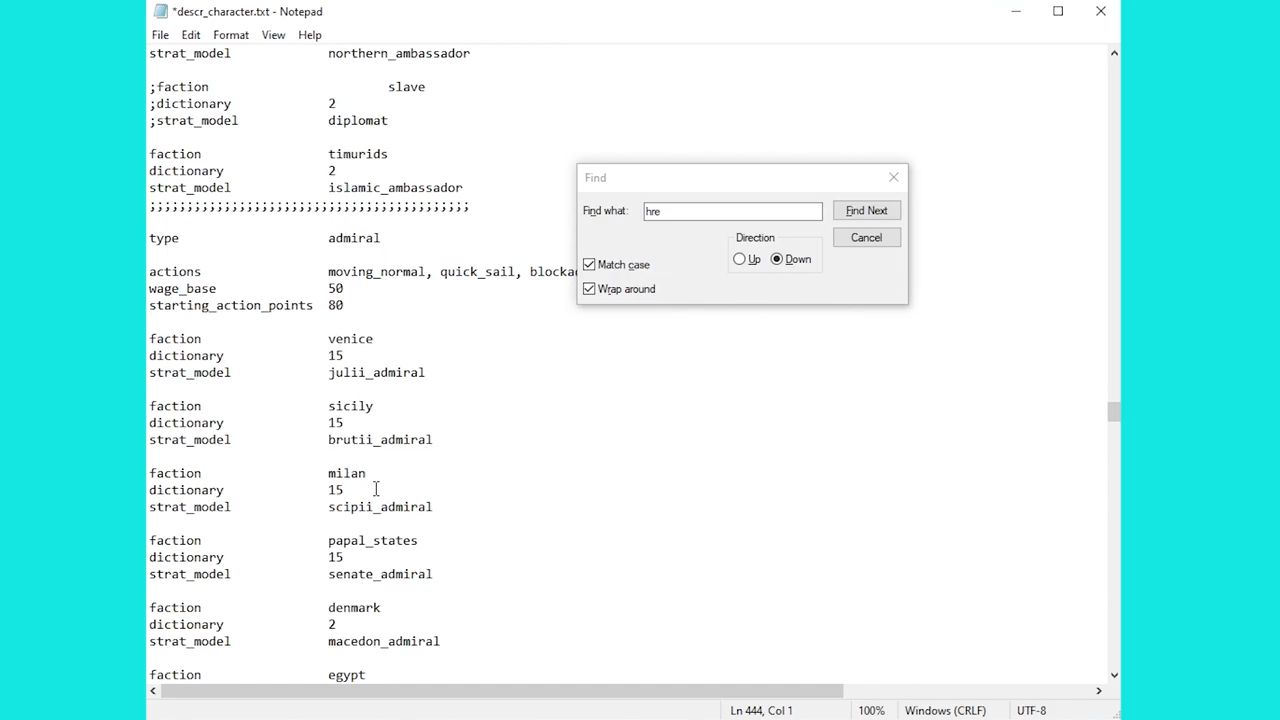 *descr_character.txt - Notepad
File Edit Format View Help
strat_model northern_ambassador
;faction slave
;dictionary 2
;strat_model diplomat
faction timurids
dictionary 2
strat_model islamic_ambassador
;;;;;;;;;;;;;;;;;;;;;;;;;;;;;;;;;;;;;;;;;;;
type admiral
actions moving_normal, quick_sail,
wage_base 50
starting_action_points 80
faction venice
dictionary 15
strat_model julii_admiral
faction sicily
dictionary 15
strat_model brutii_admiral
faction milan
dictionary 15
strat_model scipii_admiral
faction papal_states
dictionary 15
strat_model senate_admiral
faction denmark
dictionary 2
strat_model macedon_admiral
faction egypt
Find
Find what: hre Find Next
Direction Cancel
Match case Up Down
Wrap around
Ln 444, Col 1 100% Windows (CRLF) UTF-8